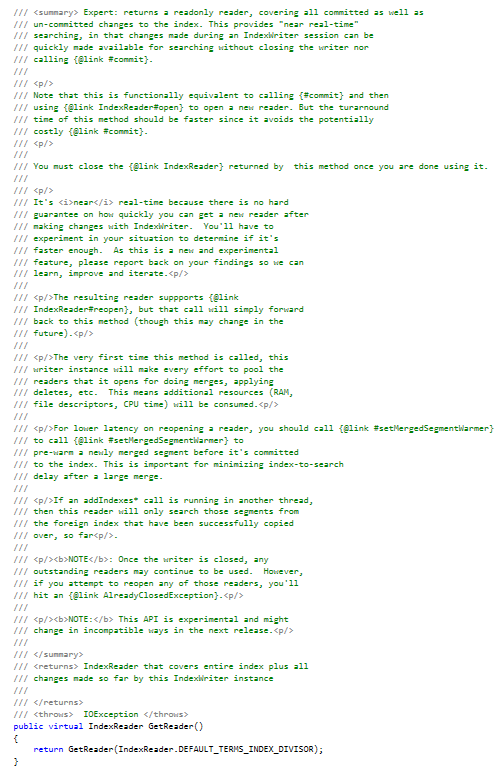 /// <summary> Expert: returns a readonly reader, covering all committed as well as
/// un-committed changes to the index. This provides "near real-time"
/// searching, in that changes made during an IndexWriter session can be
/// quickly made available for searching without closing the writer nor
/// calling {@link #commit}.
///
/// <p/>
/// Note that this is functionally equivalent to calling {#commit} and then
/// using {@link IndexReader#open} to open a new reader. But the turarnound
/// time of this method should be faster since it avoids the potentially
/// costly {@link #commit}.
/// <p/>
///
/// You must close the {@link IndexReader} returned by  this method once you are done using it.
///
/// <p/>
/// It's <i>near</i> real-time because there is no hard
/// guarantee on how quickly you can get a new reader after
/// making changes with IndexWriter.  You'll have to
/// experiment in your situation to determine if it's
/// faster enough.  As this is a new and experimental
/// feature, please report back on your findings so we can
/// learn, improve and iterate.<p/>
///
/// <p/>The resulting reader suppports {@link
/// IndexReader#reopen}, but that call will simply forward
/// back to this method (though this may change in the
/// future).<p/>
///
/// <p/>The very first time this method is called, this
/// writer instance will make every effort to pool the
/// readers that it opens for doing merges, applying
/// deletes, etc.  This means additional resources (RAM,
/// file descriptors, CPU time) will be consumed.<p/>
///
/// <p/>For lower latency on reopening a reader, you should call {@link #setMergedSegmentWarmer}
/// to call {@link #setMergedSegmentWarmer} to
/// pre-warm a newly merged segment before it's committed
/// to the index. This is important for minimizing index-to-search
/// delay after a large merge.
///
/// <p/>If an addIndexes* call is running in another thread,
/// then this reader will only search those segments from
/// the foreign index that have been successfully copied
/// over, so far<p/>.
///
/// <p/><b>NOTE</b>: Once the writer is closed, any
/// outstanding readers may continue to be used.  However,
/// if you attempt to reopen any of those readers, you'll
/// hit an {@link AlreadyClosedException}.<p/>
///
/// <p/><b>NOTE:</b> This API is experimental and might
/// change in incompatible ways in the next release.<p/>
///
/// </summary>
/// <returns> IndexReader that covers entire index plus all
/// changes made so far by this IndexWriter instance
///
/// </returns>
/// <throws>  IOException </throws>
public virtual IndexReader GetReader()
{
    return GetReader(IndexReader.DEFAULT_TERMS_INDEX_DIVISOR);
}